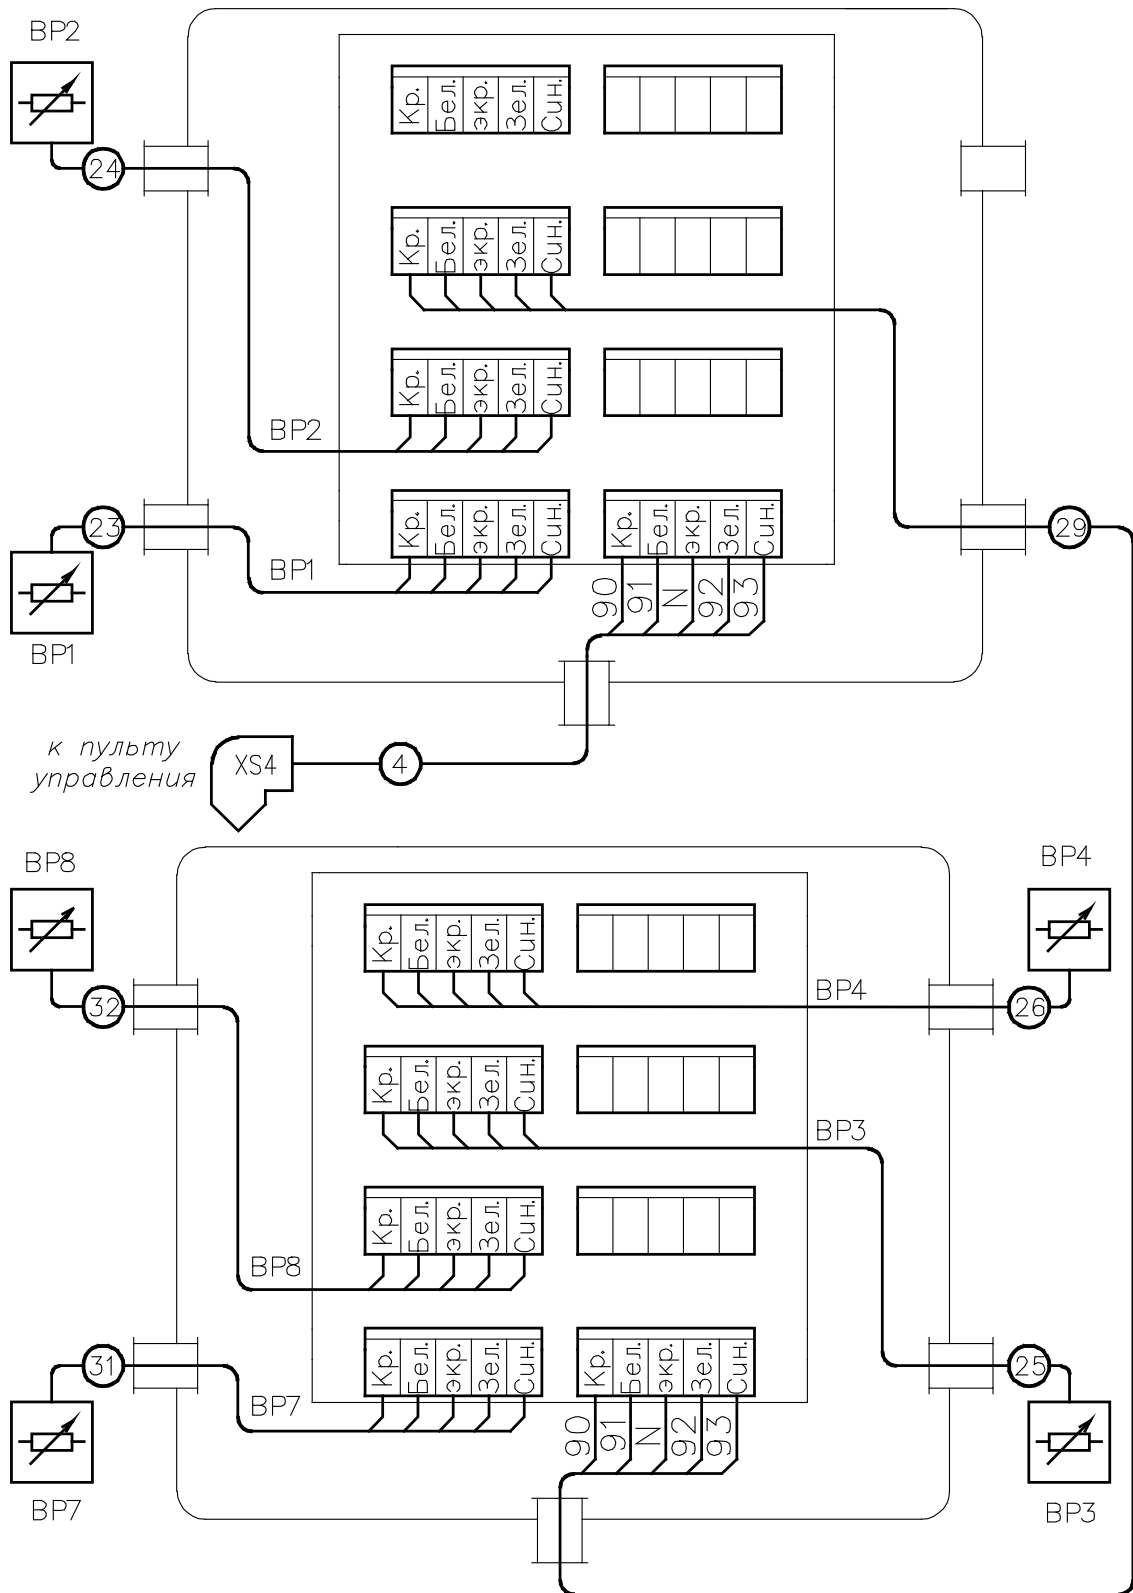 BP2
Кр. Бел. экр. Зел. Син.
24
Кр. Бел. экр. Зел. Син.
Кр. Бел. экр. Зел. Син.
BP2
23
Кр. Бел. экр. Зел. Син.
Кр. Бел. экр. Зел. Син.
29
BP1
90 91 N 92 93
BP1
к пульту
управления
XS4
4
BP8
BP4
Кр. Бел. экр. Зел. Син.
BP4
32
26
Кр. Бел. экр. Зел. Син.
BP3
Кр. Бел. экр. Зел. Син.
BP8
31
Кр. Бел. экр. Зел. Син.
Кр. Бел. экр. Зел. Син.
25
BP7
90 91 N 92 93
BP7
BP3